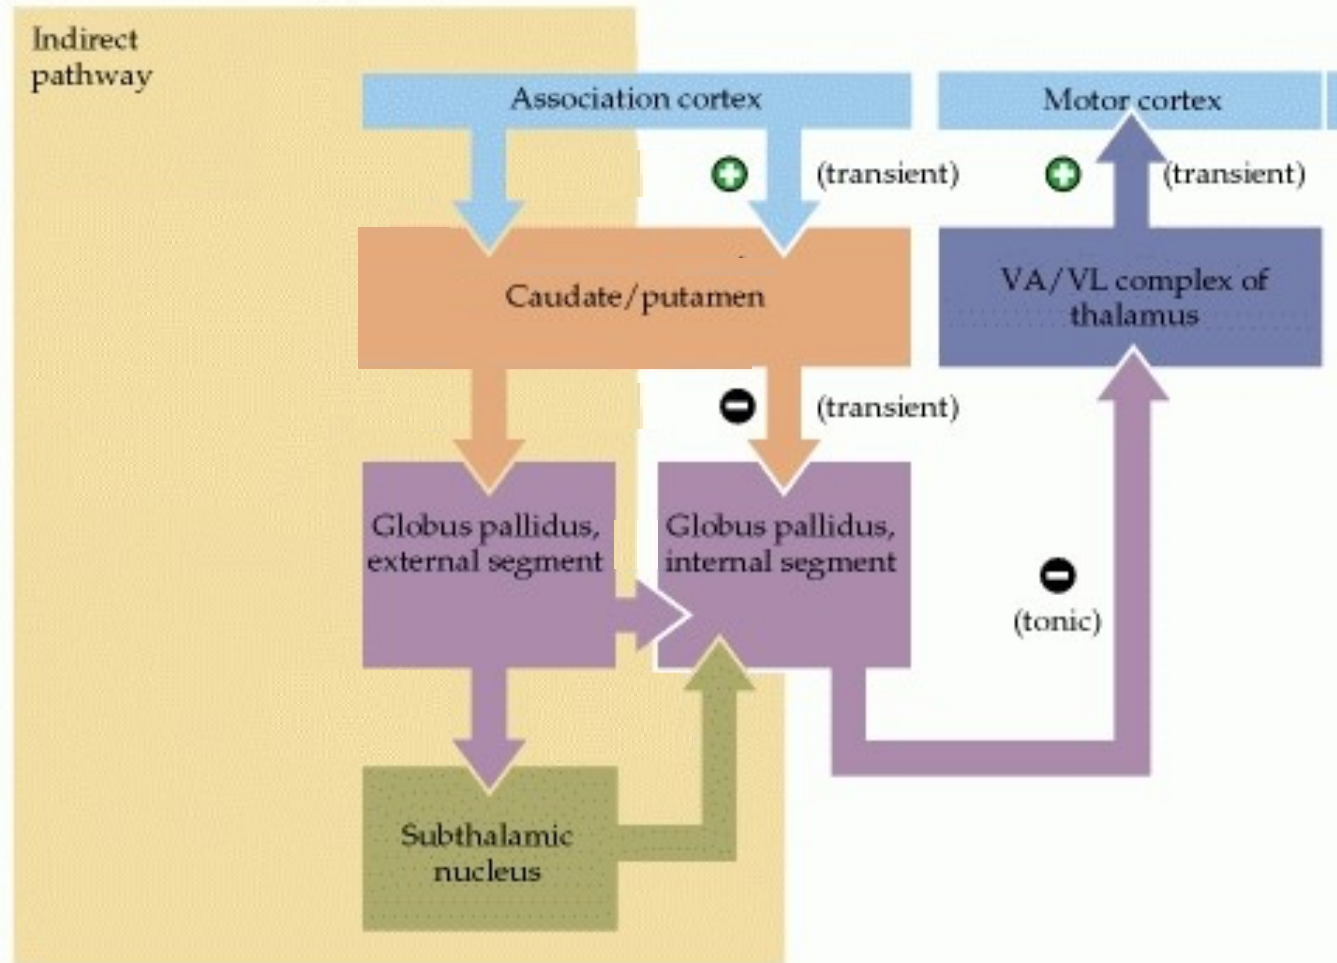 Indirect
pathway
Association cortex
Motor cortex
(transient)
(transient)
Caudate/putamen
VA/VL complex of
thalamus
(transient)
Globus pallidus,
external segment
Globus pallidus,
internal segment
(tonic)
Subthalamic
nucleus